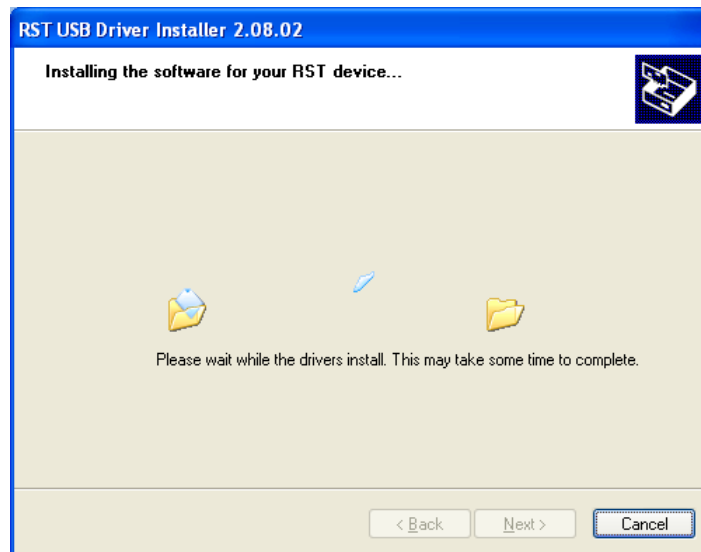 RST USB Driver Installer 2.08.02
Installing the software for your RST device...
Please wait while the drivers install. This may take some time to complete.
< Back Next > Cancel